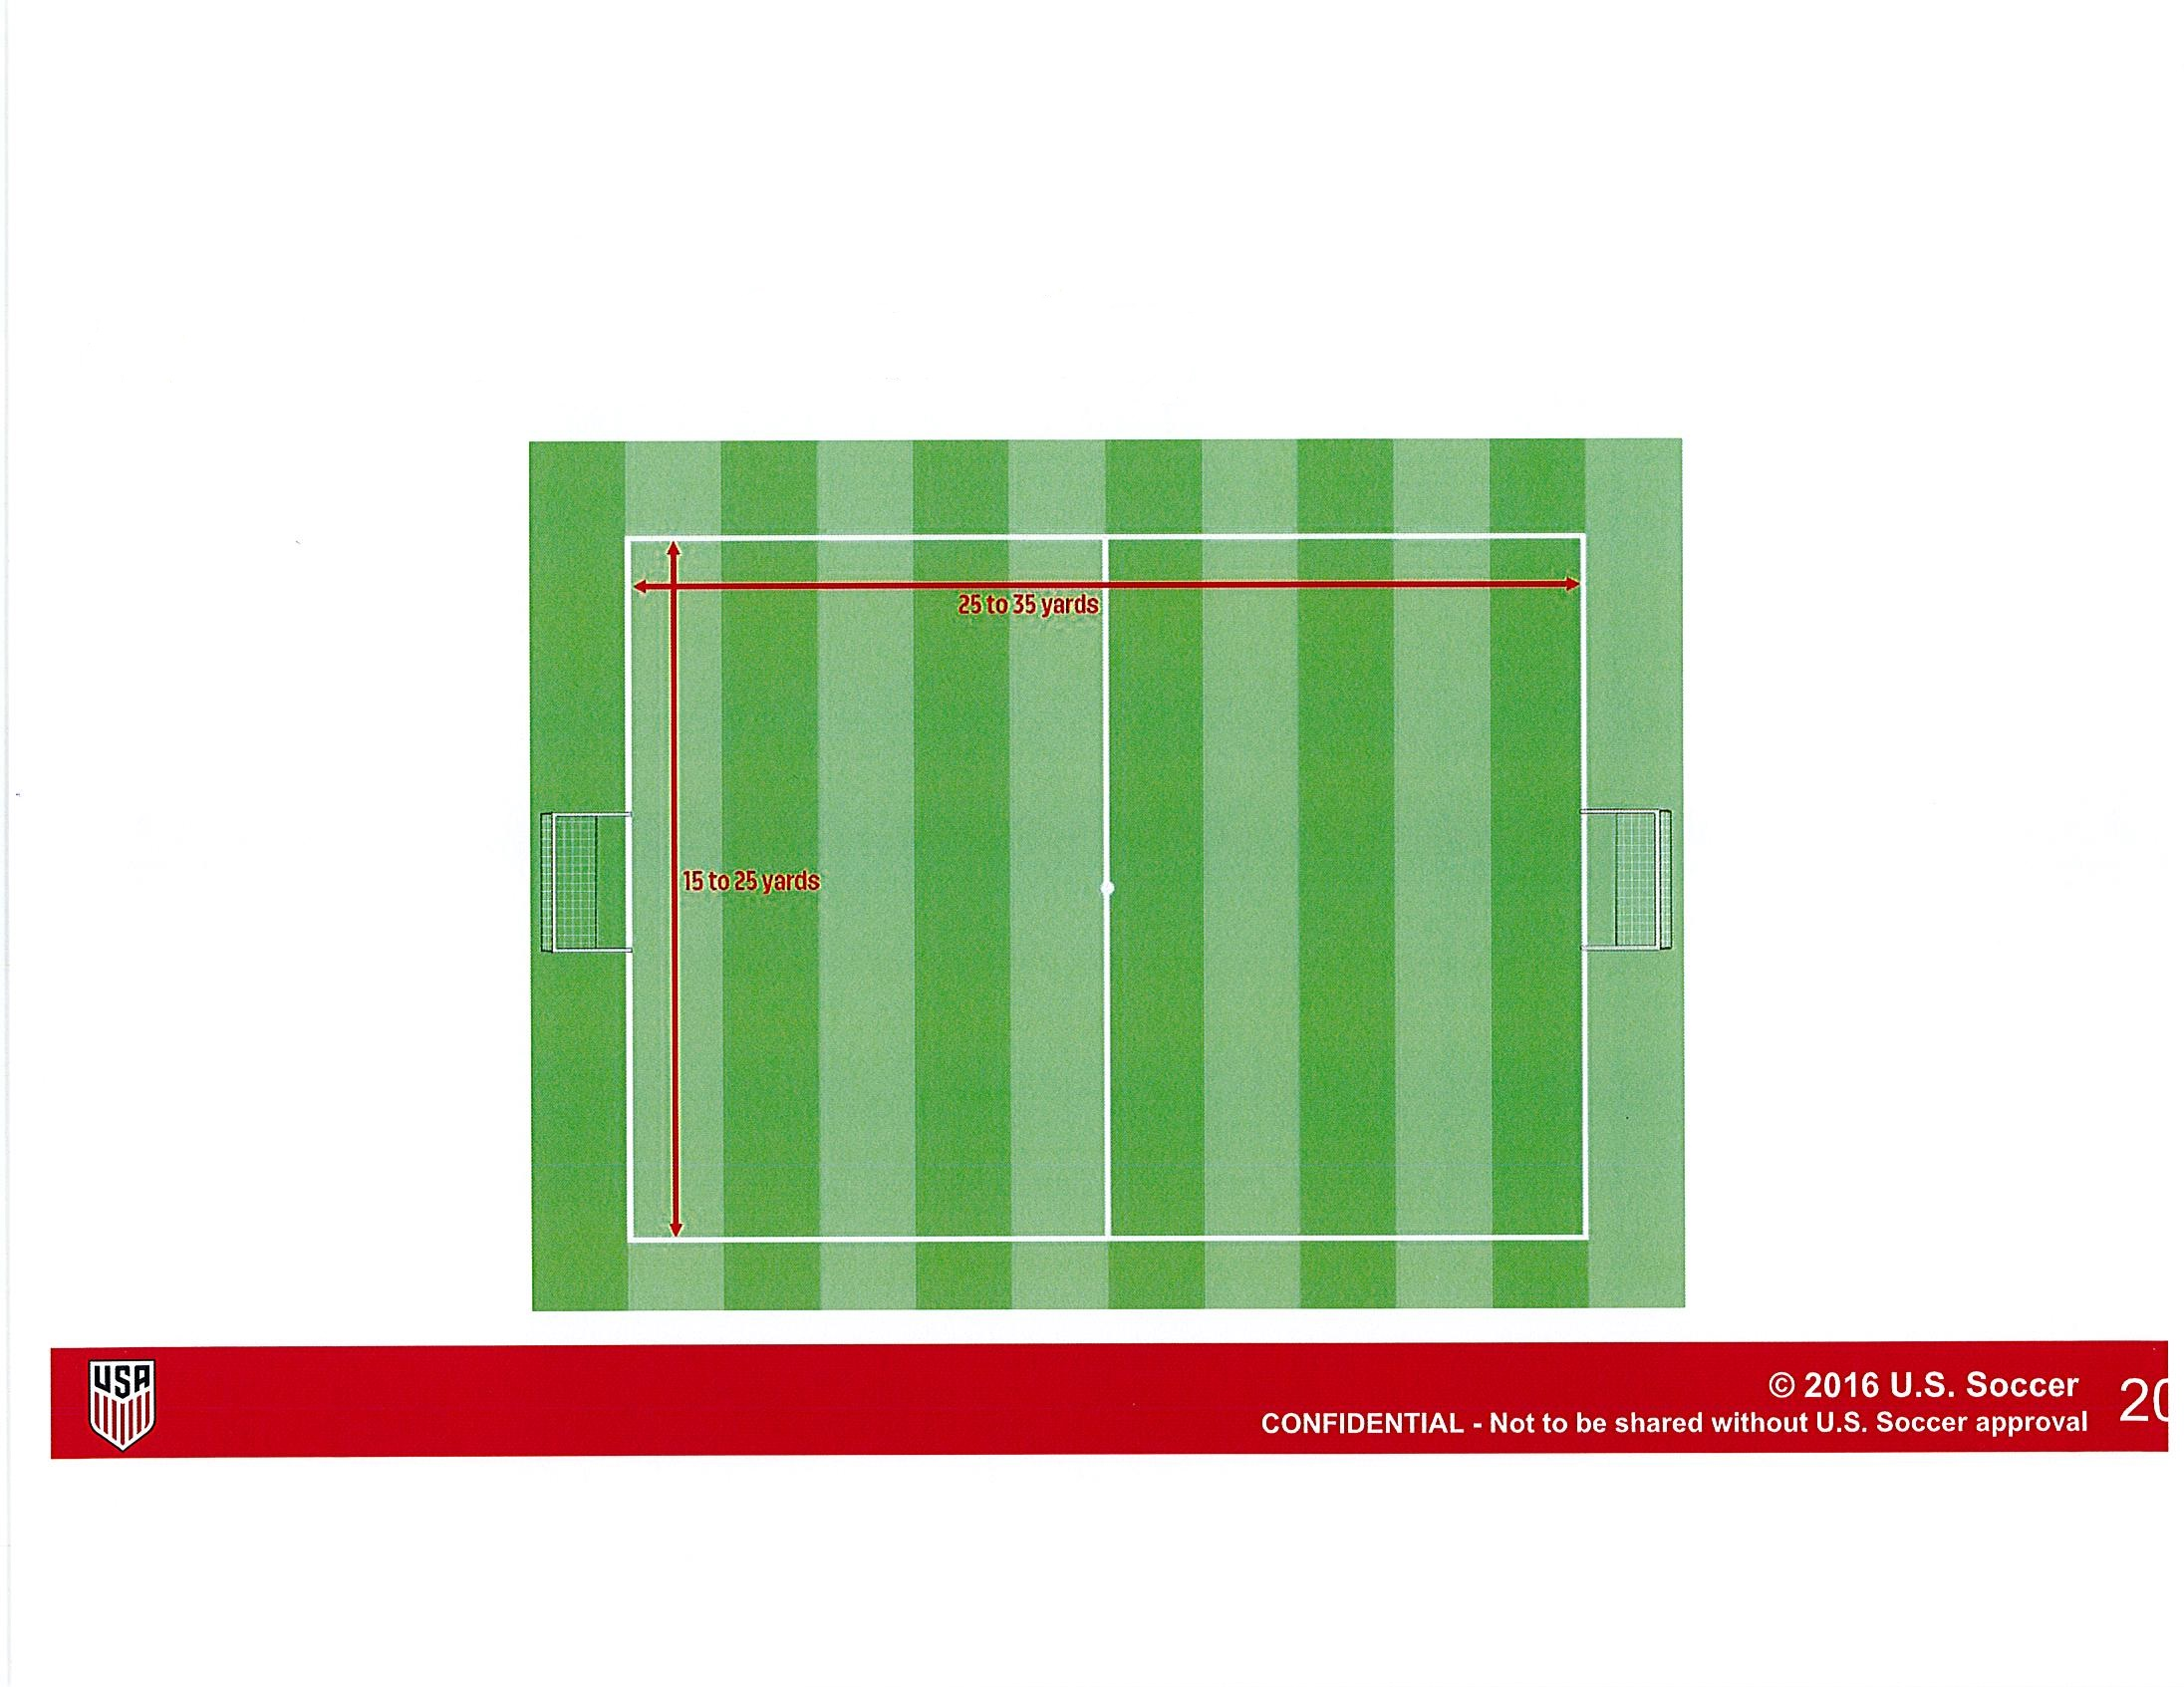 25 to 35 yards
15 to 25 yards
USA
© 2016 U.S. Soccer
CONFIDENTIAL - Not to be shared without U.S. Soccer approval
20